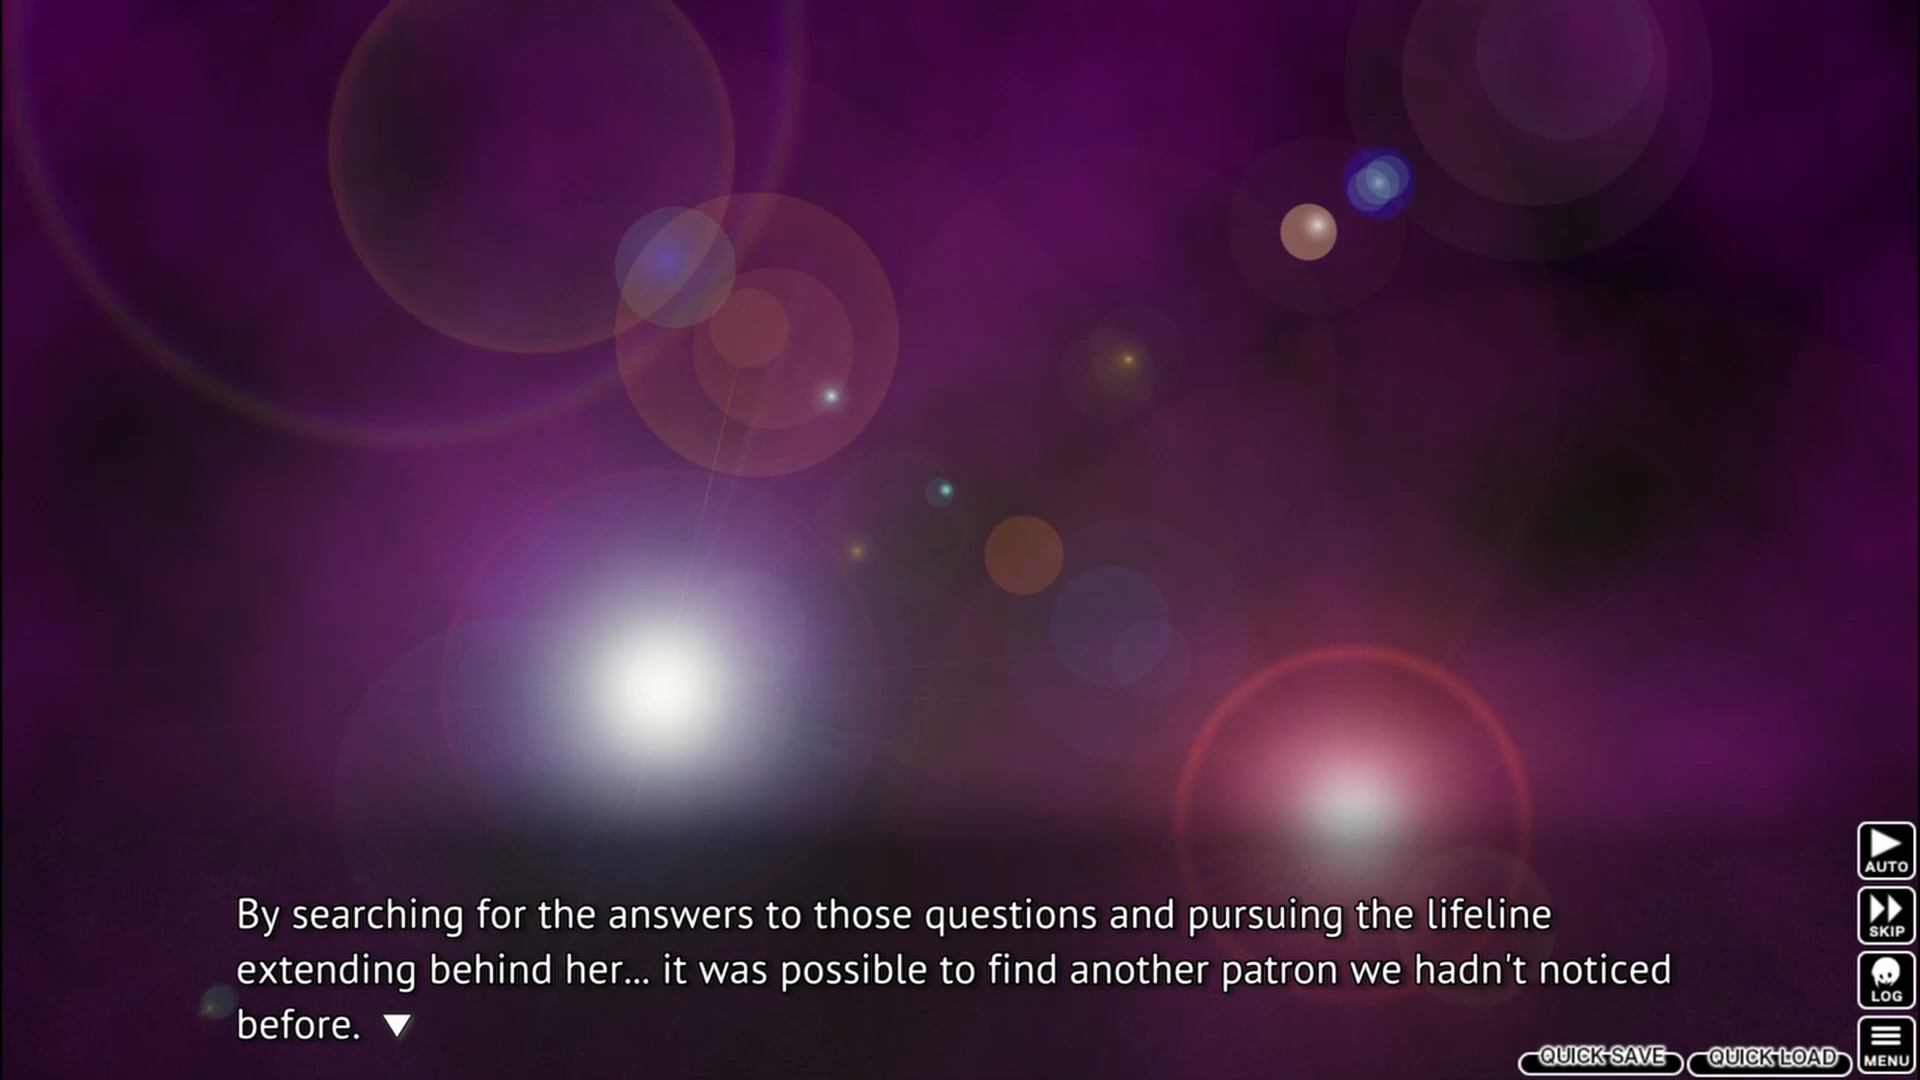 By searching for the answers to those questions and pursuing the lifeline
extending behind her... it was possible to find another patron we hadn't noticed
before.
AUTO
SKIP
LOG
MENU
QUICK SAVE
QUICK LOAD